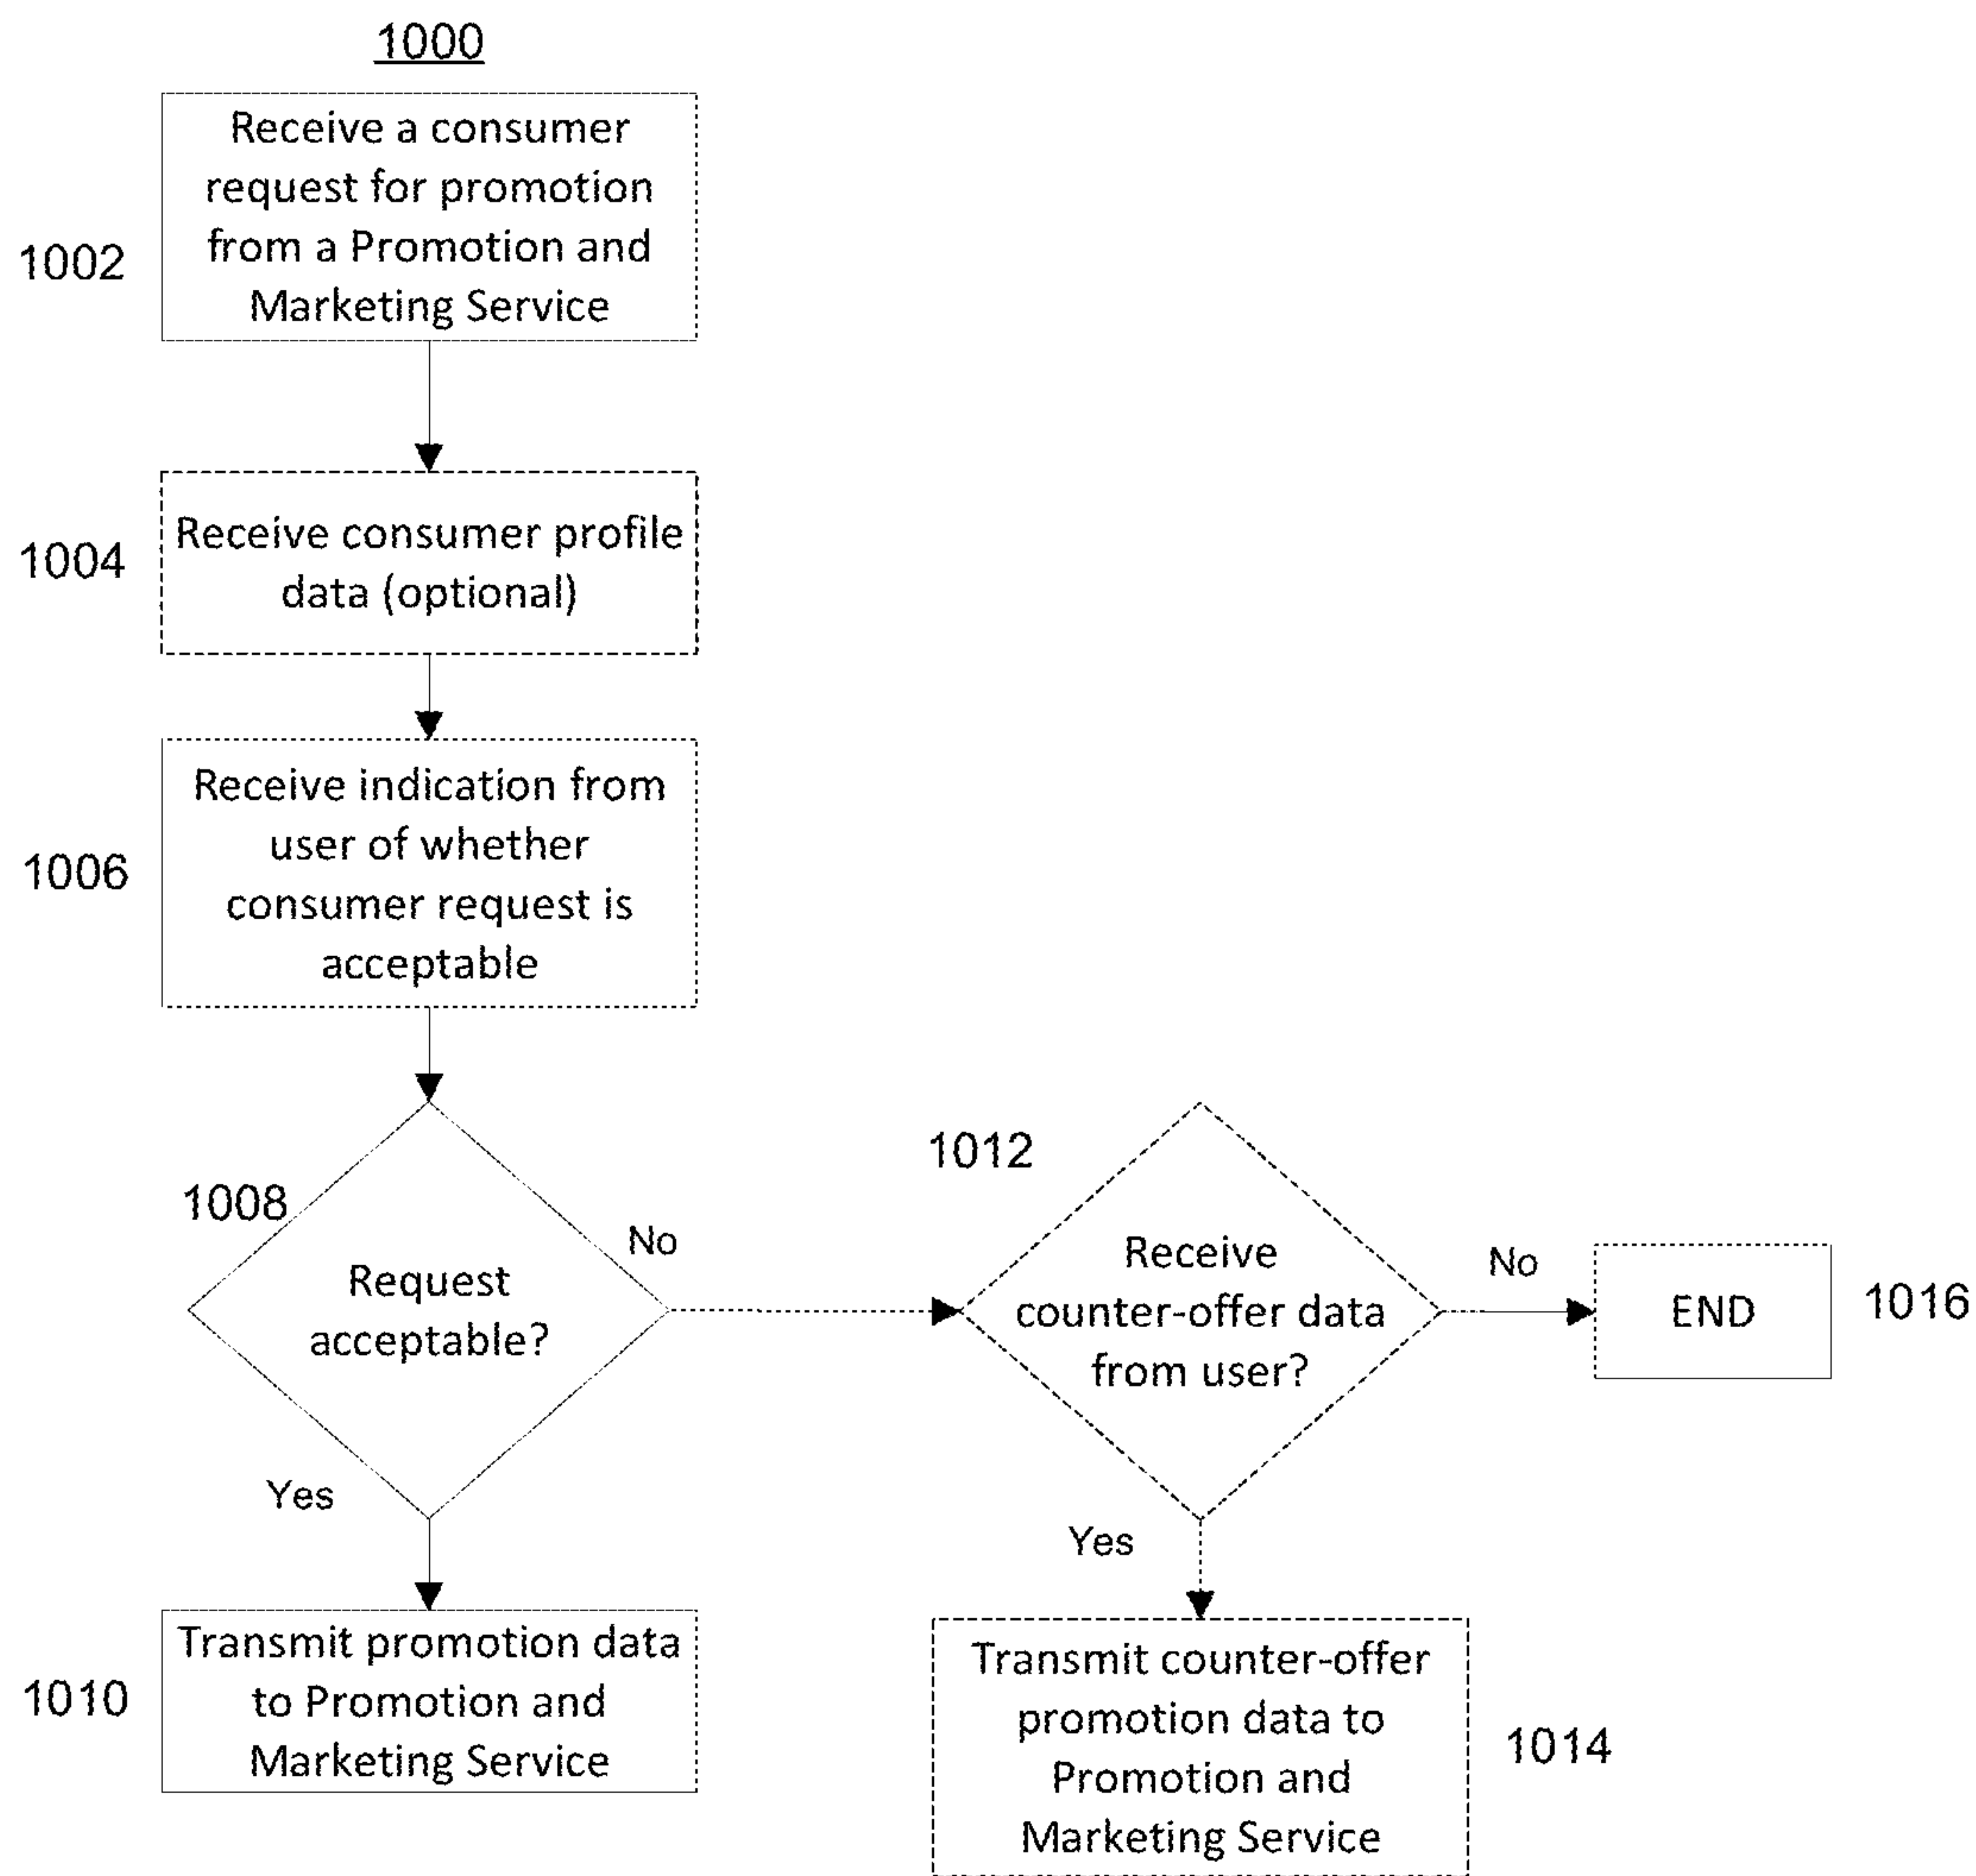 1000
Receive a consumer
request for promotion
from a Promotion and
Marketing Service
1002
Receive consumer profile
data (optional)
1004
Receive indication from
user of whether
consumer request is
acceptable
1006
1008
Request
acceptable?
No
Yes
1012
Receive
counter-offer data
from user?
No
END
1016
Yes
Transmit promotion data
to Promotion and
Marketing Service
1010
Transmit counter-offer
promotion data to
Promotion and
Marketing Service
1014